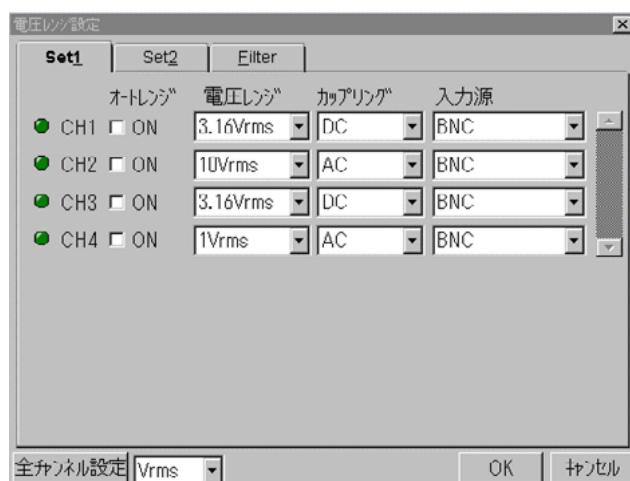 電圧レンジ設定
Set1 Set2 Filter
ｵｰﾄﾚﾝｼﾞ 電圧ﾚﾝｼﾞ ｶｯﾌﾟﾘﾝｸﾞ 入力源
CH1 ON 3.16Vrms DC BNC
CH2 ON 10Vrms AC BNC
CH3 ON 3.16Vrms DC BNC
CH4 ON 1Vrms AC BNC
全ﾁｬﾝﾈﾙ設定 Vrms OK ｷｬﾝｾﾙ